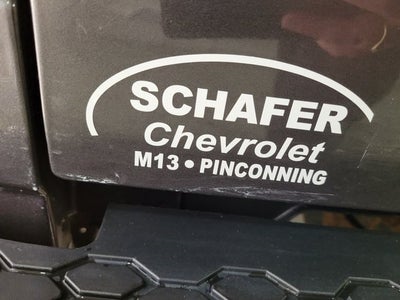 SCHAFER
Chevrolet
M13 • PINCONNING